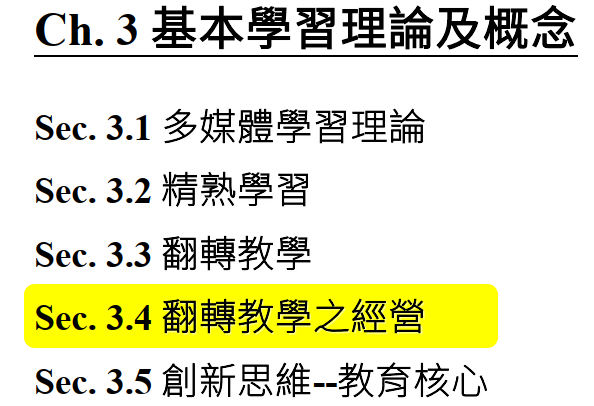 Ch. 3 基本學習理論及概念
Sec. 3.1 多媒體學習理論
Sec. 3.2 精熟學習
Sec. 3.3 翻轉教學
Sec. 3.4 翻轉教學之經營
Sec. 3.5 創新思維--教育核心